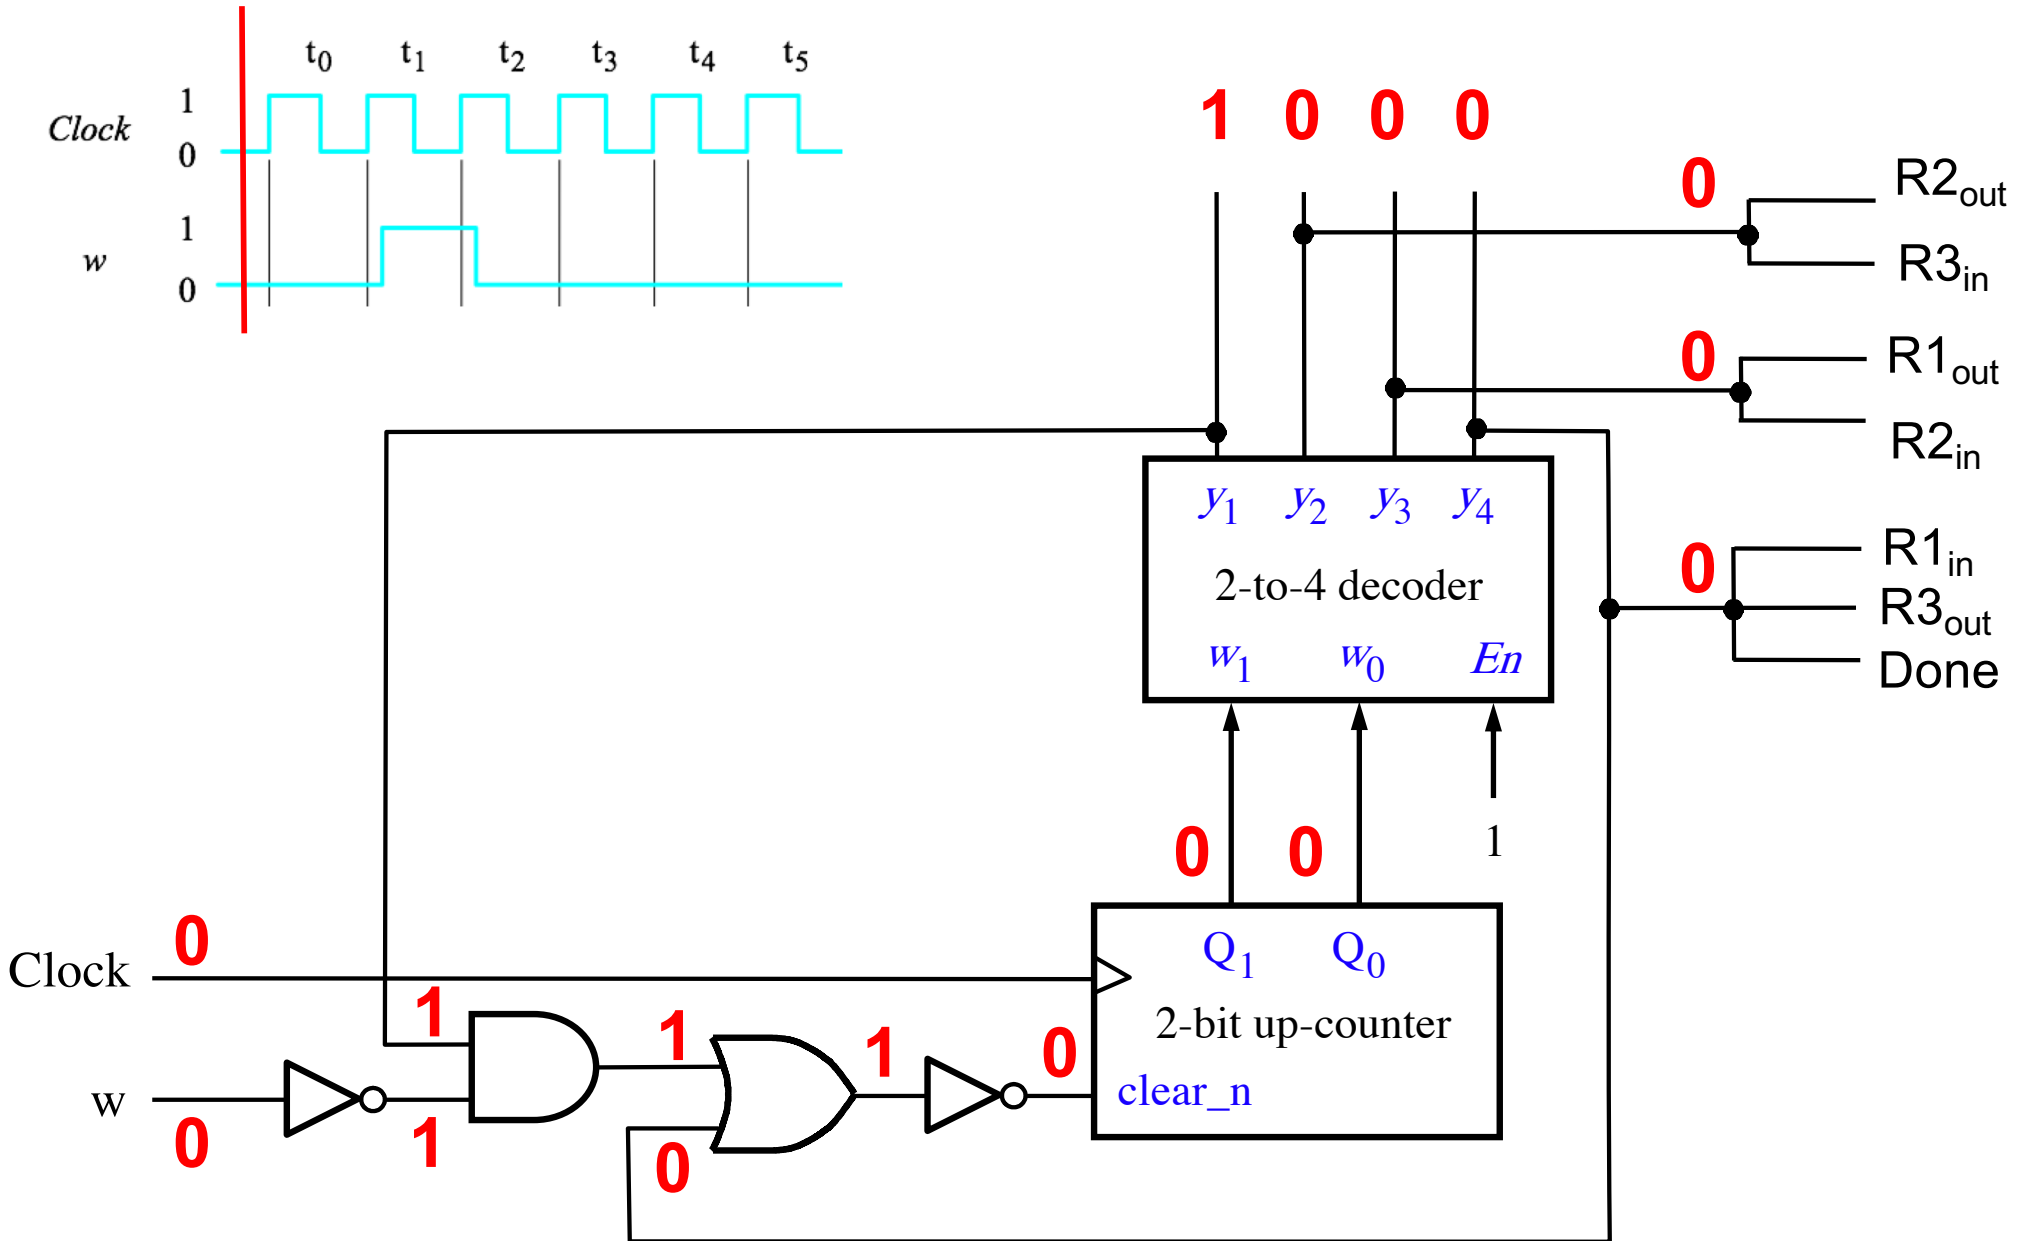 t0 t1 t2 t3 t4 t5
Clock 1 0
w 1 0
1 0 0 0
0 R2out
R3in
0 R1out
R2in
y1 y2 y3 y4
2-to-4 decoder
w1 w0 En
0 R1in
R3out
Done
0 0 1
Q1 Q0
2-bit up-counter
clear_n
Clock 0
1 1 1 0
w 0 1 0